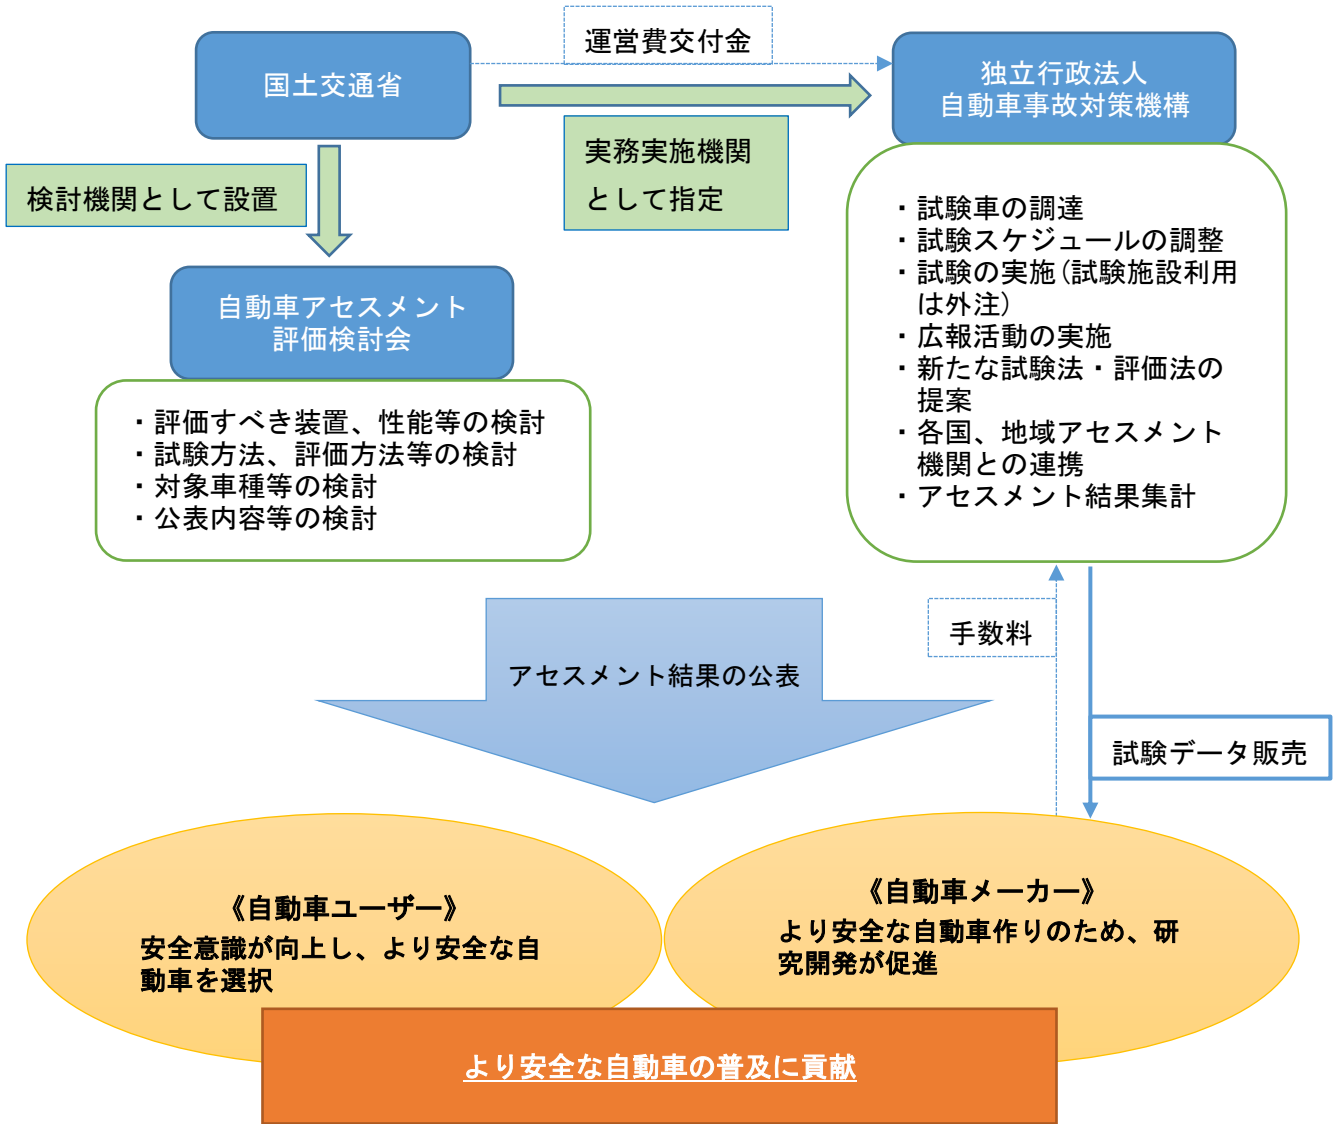 運営費交付金
国土交通省
独立行政法人
自動車事故対策機構
実務実施機関
として指定
検討機関として設置
・試験車の調達
・試験スケジュールの調整
・試験の実施(試験施設利用
は外注)
・広報活動の実施
・新たな試験法・評価法の
提案
・各国、地域アセスメント
機関との連携
・アセスメント結果集計
自動車アセスメント
評価検討会
・評価すべき装置、性能等の検討
・試験方法、評価方法等の検討
・対象車種等の検討
・公表内容等の検討
手数料
アセスメント結果の公表
試験データ販売
《自動車ユーザー》
安全意識が向上し、より安全な自
動車を選択
《自動車メーカー》
より安全な自動車作りのため、研
究開発が促進
より安全な自動車の普及に貢献